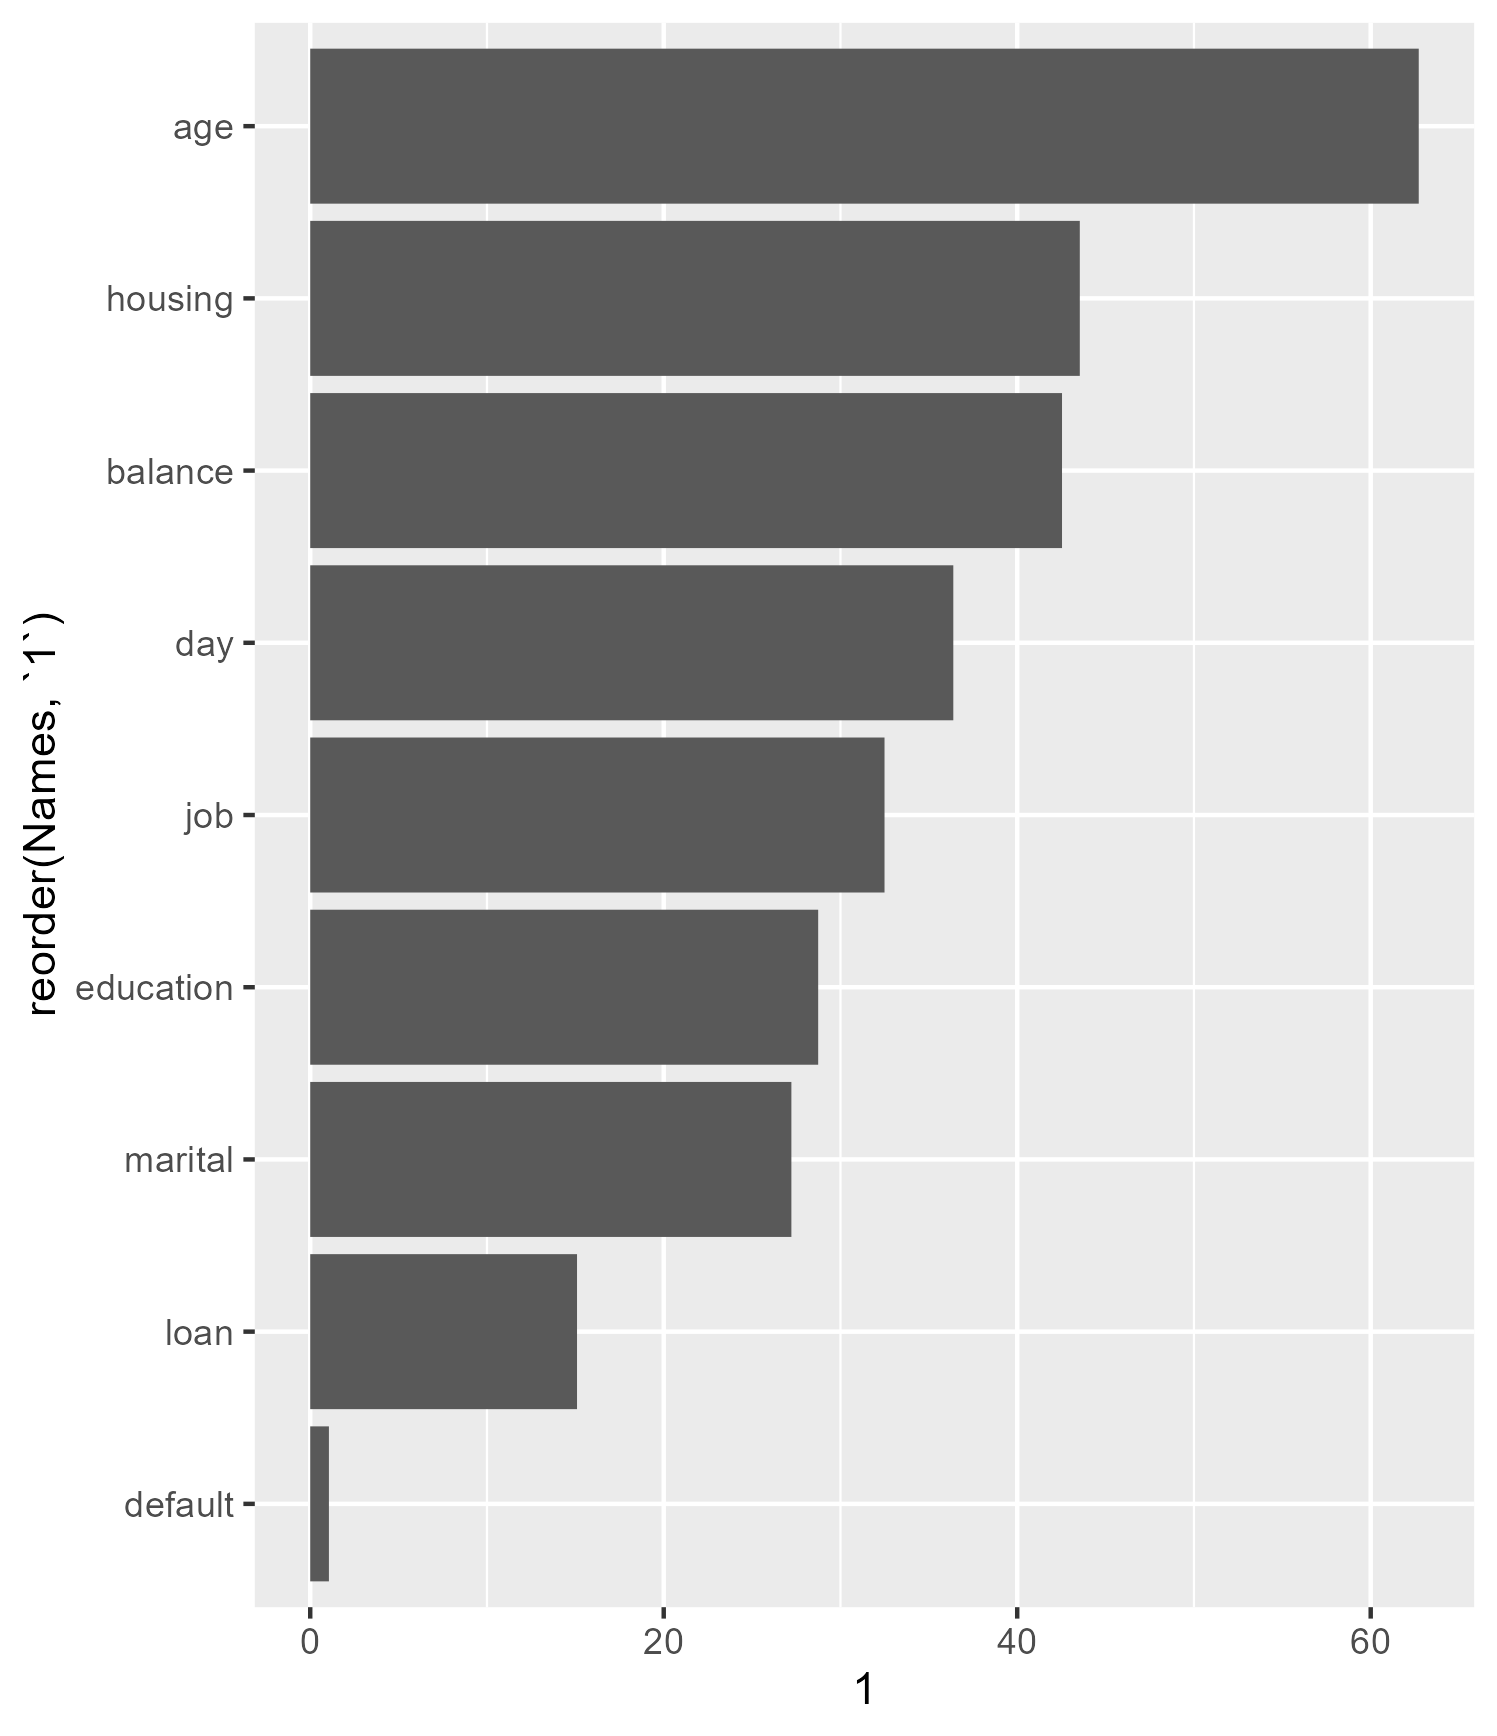 age
housing
balance
day
job
education
marital
loan
default
reorder(Names, `1`)
0 20 40 60
1